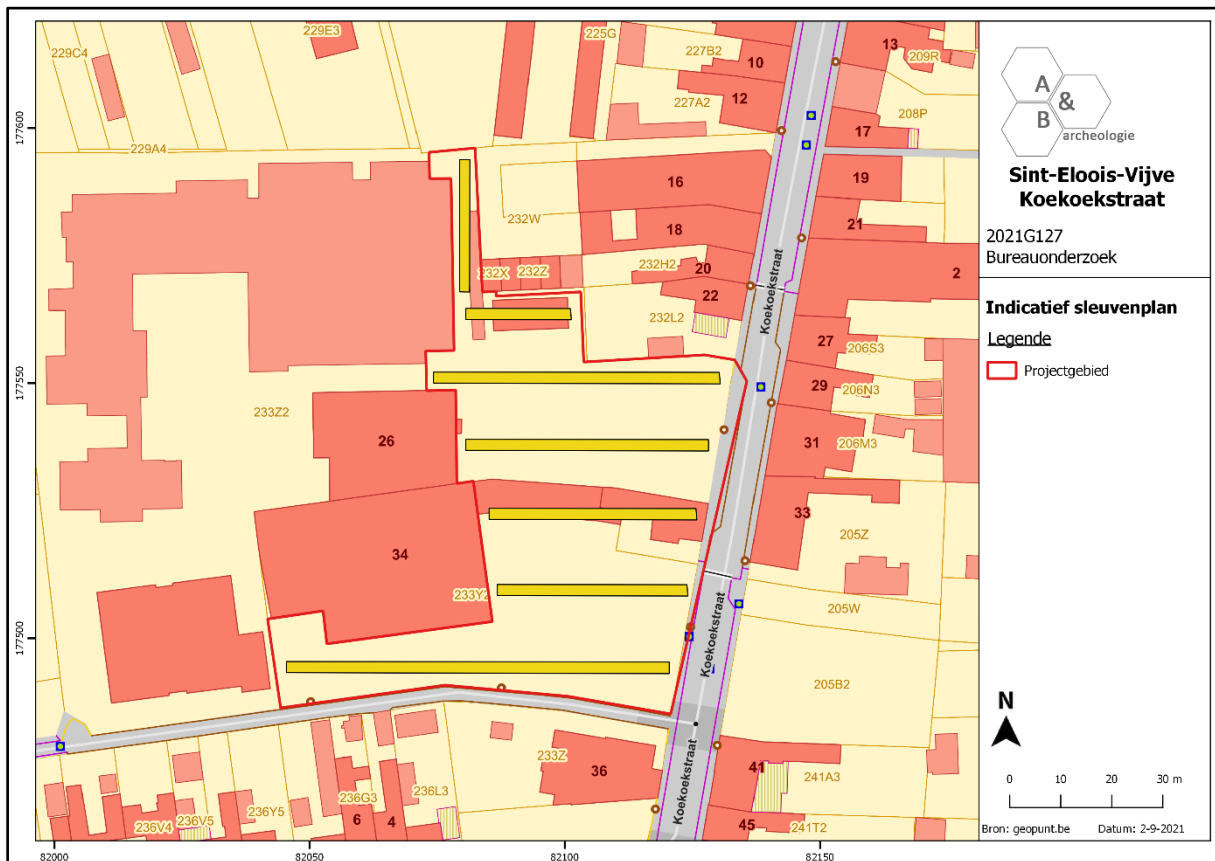 229C4
229E3
225G
227B2
10
13
209R
12
227A2
208P
17
229A4
16
19
232W
18
21
232X
232Z
232H2
20
2
22
232L2
Koekoekstraat
27
206S3
29
206N3
233Z2
26
31
206M3
33
34
205Z
233Y2
205W
Koekoekstraat
205B2
233Z
36
41
241A3
236G3
236L3
236Y5
236V5
236V4
6
4
Koekoekstraat
45
241T2
177600
177550
177500
82000
82050
82100
82150
A
&
B
archeologie
Sint-Eloois-Vijve
Koekoekstraat
2021G127
Bureauonderzoek
Indicatief sleuvenplan
Legende
Projectgebied
N
0 10 20 30 m
Bron: geopunt.be Datum: 2-9-2021